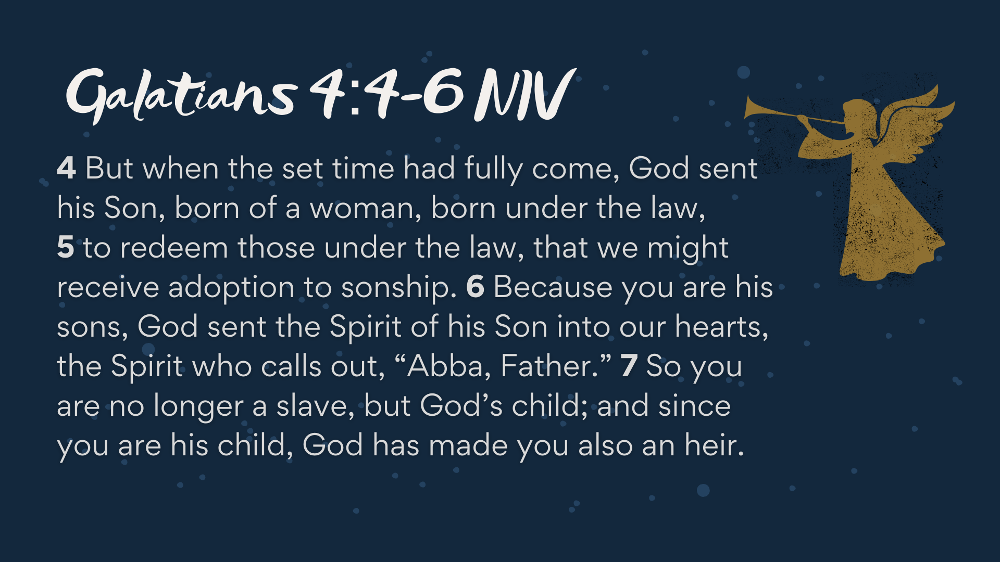 Galatians 4:4-6 NIV
4 But when the set time had fully come, God sent
his Son, born of a woman, born under the law,
5 to redeem those under the law, that we might
receive adoption to sonship. 6 Because you are his
sons, God sent the Spirit of his Son into our hearts,
the Spirit who calls out, “Abba, Father.” 7 So you
are no longer a slave, but God’s child; and since
you are his child, God has made you also an heir.